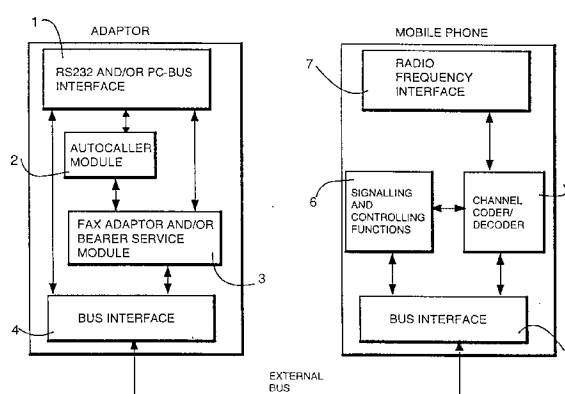 ADAPTOR
1
RS232 AND/OR PC-BUS
INTERFACE
2
AUTOCALLER
MODULE
FAX ADAPTOR AND/OR
BEARER SERVICE
MODULE
3
4
BUS INTERFACE
MOBILE PHONE
7
RADIO
FREQUENCY
INTERFACE
6
SIGNALLING
AND
CONTROLLING
FUNCTIONS
CHANNEL
CODER/
DECODER
BUS INTERFACE
EXTERNAL
BUS